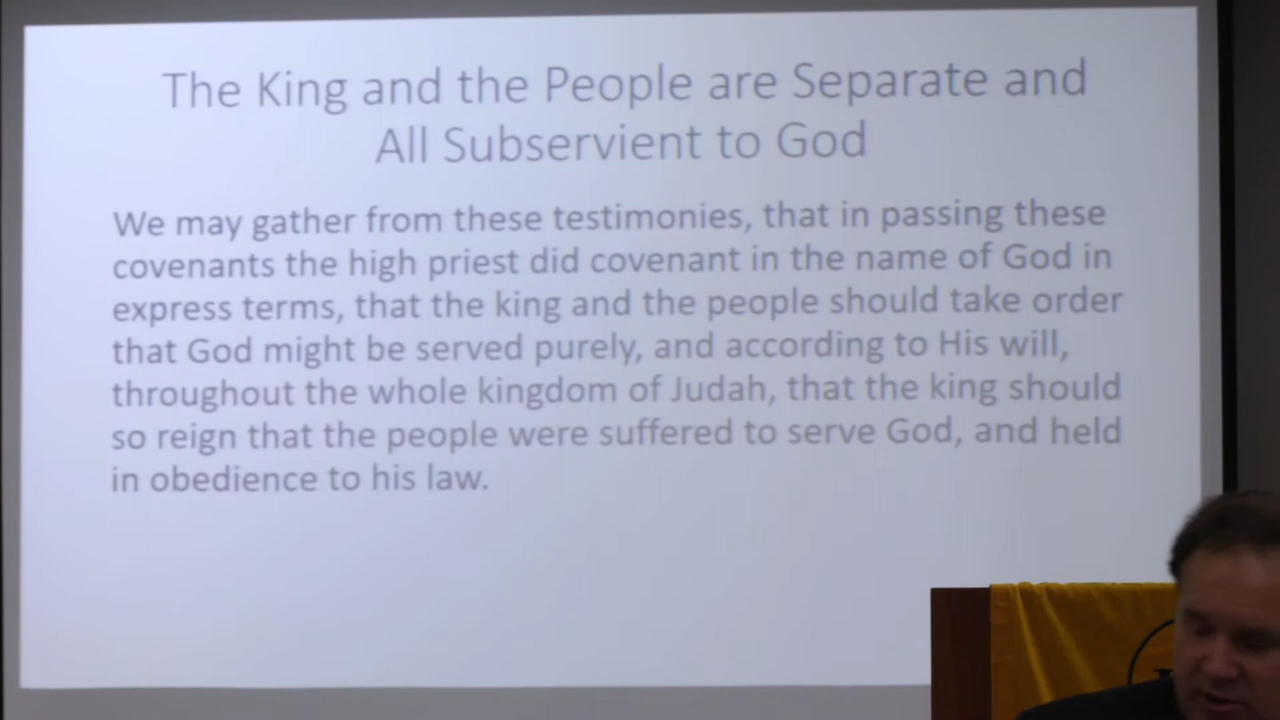 The King and the People are Separate and
All Subservient to God
We may gather from these testimonies, that in passing these
covenants the high priest did covenant in the name of God in
express terms, that the king and the people should take order
that God might be served purely, and according to His will,
throughout the whole kingdom of Judah, that the king should
so reign that the people were suffered to serve God, and held
in obedience to his law.